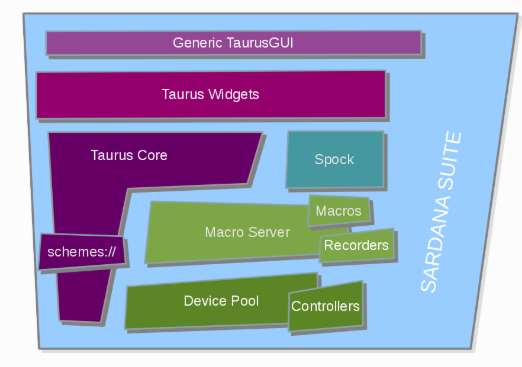 Generic TaurusGUI
Taurus Widgets
Taurus Core
Spock
Macros
Macro Server
Recorders
schemes://
Device Pool
Controllers
SARDANA SUITE